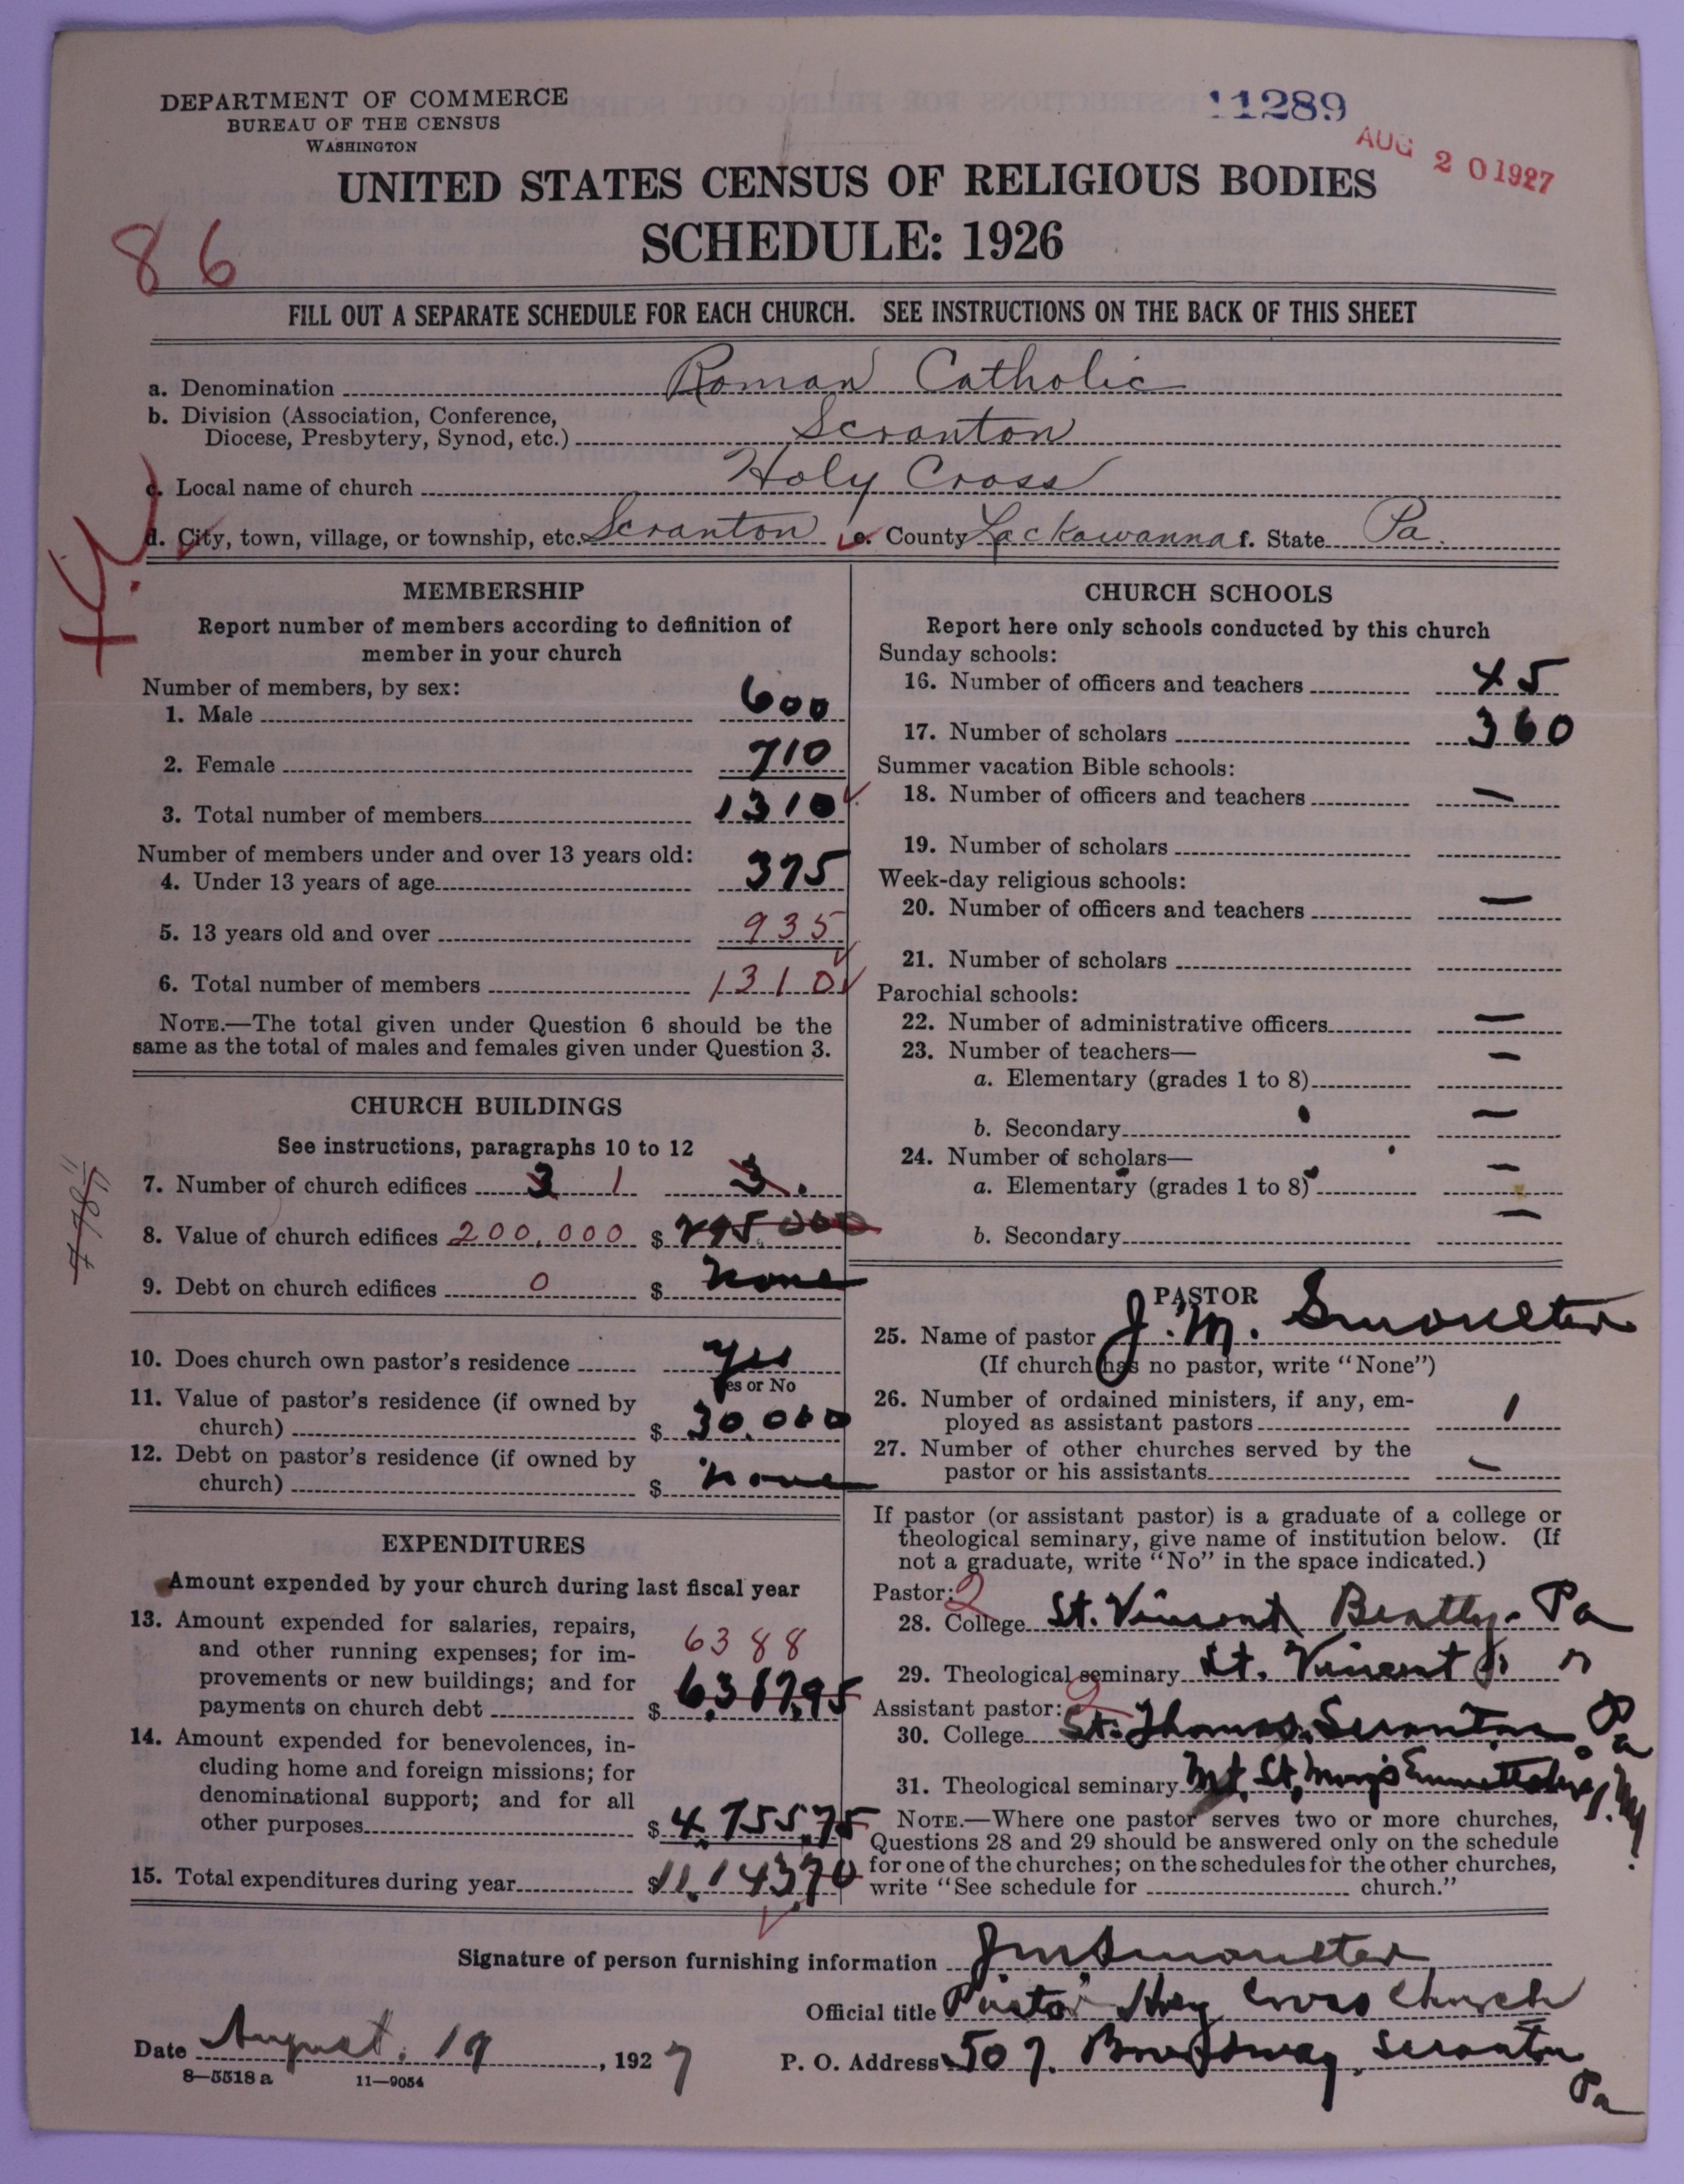 DEPARTMENT OF COMMERCE
BUREAU OF THE CENSUS
WASHINGTON
11289
AUG 20 1927
UNITED STATES CENSUS OF RELIGIOUS BODIES
SCHEDULE: 1926
86
FILL OUT A SEPARATE SCHEDULE FOR EACH CHURCH. SEE INSTRUCTIONS ON THE BACK OF THIS SHEET
a. Denomination Roman Catholic
b. Division (Association, Conference,
Diocese, Presbytery, Synod, etc.) Scranton
c. Local name of church Holy Cross
d. City, town, village, or township, etc. Scranton e. County Lackawanna f. State Pa.
MEMBERSHIP
Report number of members according to definition of
member in your church
Number of members, by sex:
1. Male 600
2. Female 710
3. Total number of members 1310
Number of members under and over 13 years old:
4. Under 13 years of age 375
5. 13 years old and over 935
6. Total number of members 1310
NOTE.—The total given under Question 6 should be the
same as the total of males and females given under Question 3.
CHURCH BUILDINGS
See instructions, paragraphs 10 to 12
7. Number of church edifices 3 1 3.
8. Value of church edifices 200,000 $
9. Debt on church edifices 0 $ none
10. Does church own pastor's residence yes
Yes or No
11. Value of pastor's residence (if owned by
church) $ 30.000
12. Debt on pastor's residence (if owned by
church) $ none
EXPENDITURES
Amount expended by your church during last fiscal year
13. Amount expended for salaries, repairs,
and other running expenses; for im-
provements or new buildings; and for
payments on church debt 6388 $ 6,387.95
14. Amount expended for benevolences, in-
cluding home and foreign missions; for
denominational support; and for all
other purposes $ 4,755.75
15. Total expenditures during year $11,143.70
CHURCH SCHOOLS
Report here only schools conducted by this church
Sunday schools:
16. Number of officers and teachers 45
17. Number of scholars 360
Summer vacation Bible schools:
18. Number of officers and teachers —
19. Number of scholars
Week-day religious schools:
20. Number of officers and teachers —
21. Number of scholars
Parochial schools:
22. Number of administrative officers —
23. Number of teachers— —
a. Elementary (grades 1 to 8)
b. Secondary —
24. Number of scholars—
a. Elementary (grades 1 to 8) —
b. Secondary —
PASTOR
25. Name of pastor J. M. Smoulter
(If church has no pastor, write "None")
26. Number of ordained ministers, if any, em-
ployed as assistant pastors 1
27. Number of other churches served by the
pastor or his assistants —
If pastor (or assistant pastor) is a graduate of a college or
theological seminary, give name of institution below. (If
not a graduate, write "No" in the space indicated.)
Pastor: 2
28. College St. Vincent Beatty. Pa
29. Theological seminary St. Vincent
Assistant pastor: 2
30. College St. Thomas. Scranton Pa
31. Theological seminary Mt. St. Mary's Emmettsburg, Md.
NOTE.—Where one pastor serves two or more churches,
Questions 28 and 29 should be answered only on the schedule
for one of the churches; on the schedules for the other churches,
write "See schedule for church."
Signature of person furnishing information J M Smoulter
Official title Pastor Holy Cross Church
Date August. 19, 1927
P. O. Address 507. Broadway, Scranton
Pa
8—5518 a 11—9054